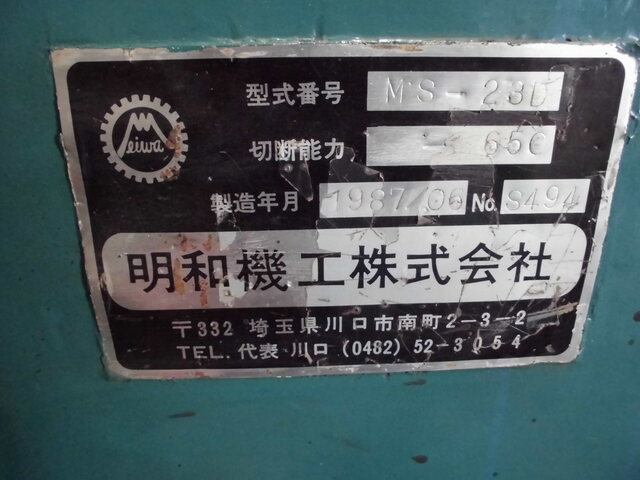 Meiwa
型式番号 MS-23D
切断能力 65C
製造年月 1987/06 No. S494
明和機工株式会社
〒332 埼玉県川口市南町2-3-2
TEL. 代表 川口 (0482) 52-3054